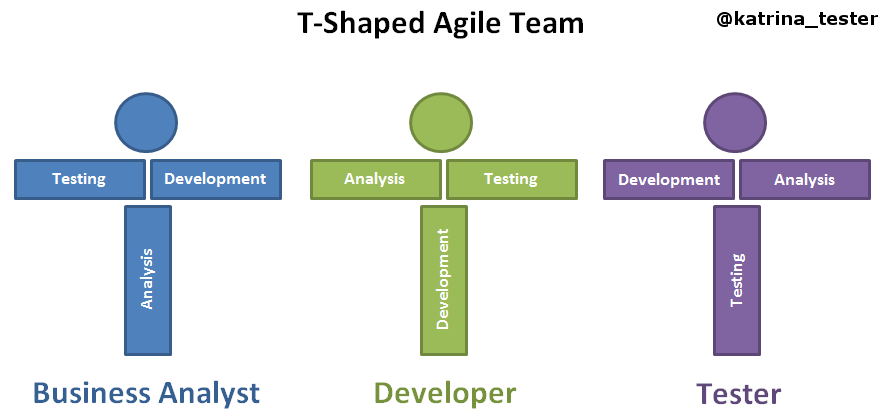 T-Shaped Agile Team
@katrina_tester
Testing
Development
Analysis
Business Analyst
Analysis
Testing
Development
Developer
Development
Analysis
Testing
Tester